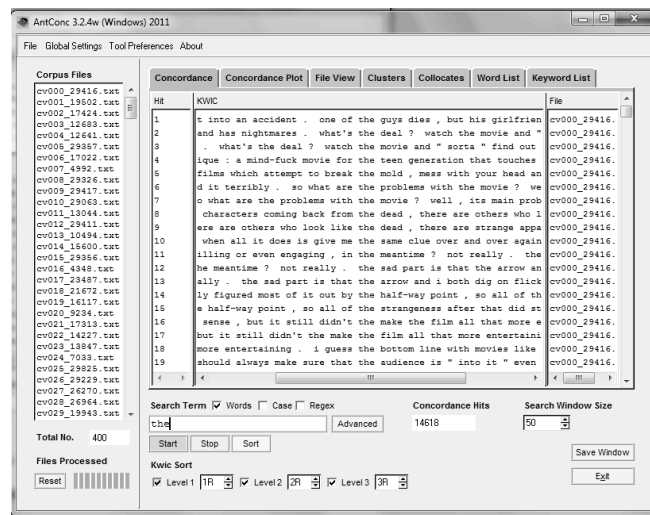 AntConc 3.2.4w (Windows) 2011
File Global Settings Tool Preferences About
Corpus Files
cv000_29416.txt
cv001_19502.txt
cv002_17424.txt
cv003_12683.txt
cv004_12641.txt
cv005_29357.txt
cv006_17022.txt
cv007_4992.txt
cv008_29326.txt
cv009_29417.txt
cv010_29063.txt
cv011_13044.txt
cv012_29411.txt
cv013_10494.txt
cv014_15600.txt
cv015_29356.txt
cv016_4348.txt
cv017_23487.txt
cv018_21672.txt
cv019_16117.txt
cv020_9234.txt
cv021_17313.txt
cv022_14227.txt
cv023_13847.txt
cv024_7033.txt
cv025_29825.txt
cv026_29229.txt
cv027_26270.txt
cv028_26964.txt
cv029_19943.txt
Total No. 400
Files Processed
Reset
Concordance Concordance Plot File View Clusters Collocates Word List Keyword List
Hit KWIC File
1 t into an accident . one of the guys dies , but his girlfrien cv000_29416.
2 and has nightmares . what's the deal ? watch the movie and " cv000_29416.
3 . what's the deal ? watch the movie and " sorta " find out cv000_29416.
4 ique : a mind-fuck movie for the teen generation that touches cv000_29416.
5 films which attempt to break the mold , mess with your head an cv000_29416.
6 d it terribly . so what are the problems with the movie ? we cv000_29416.
7 o what are the problems with the movie ? well , its main prob cv000_29416.
8 characters coming back from the dead , there are others who l cv000_29416.
9 ere are others who look like the dead , there are strange appa cv000_29416.
10 when all it does is give me the same clue over and over again cv000_29416.
11 illing or even engaging , in the meantime ? not really . the cv000_29416.
12 he meantime ? not really . the sad part is that the arrow an cv000_29416.
13 ally . the sad part is that the arrow and i both dig on flick cv000_29416.
14 ly figured most of it out by the half-way point , so all of th cv000_29416.
15 e half-way point , so all of the strangeness after that did st cv000_29416.
16 sense , but it still didn't the make the film all that more e cv000_29416.
17 but it still didn't the make the film all that more entertaini cv000_29416.
18 more entertaining . i guess the bottom line with movies like cv000_29416.
19 should always make sure that the audience is " into it " even cv000_29416.
Search Term Words Case Regex Concordance Hits Search Window Size
the Advanced 14618 50
Start Stop Sort
Save Window
Kwic Sort
Level 1 1R Level 2 2R Level 3 3R
Exit